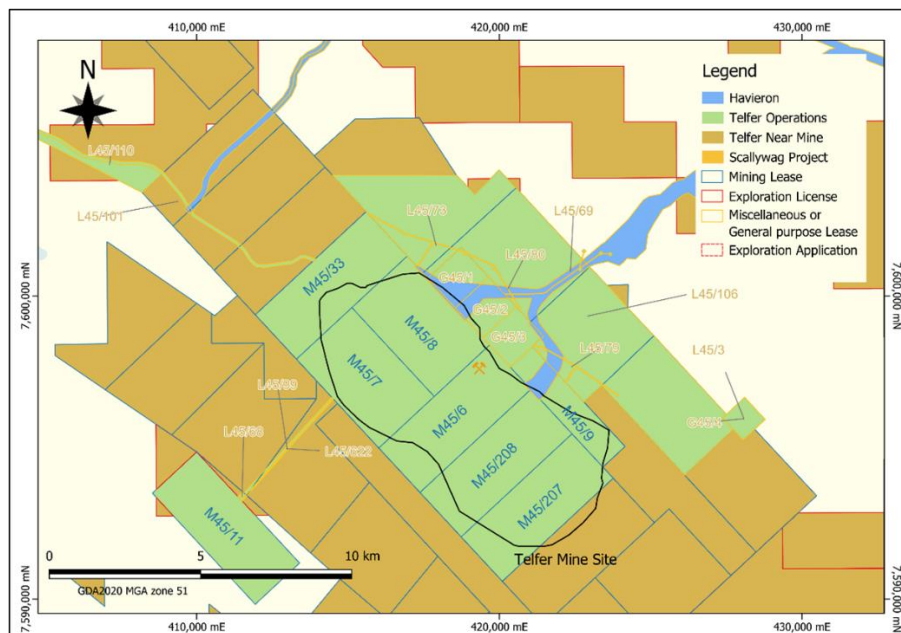 410,000 mE
420,000 mE
430,000 mE
N
Legend
Havieron
Telfer Operations
Telfer Near Mine
Scallywag Project
Mining Lease
Exploration License
Miscellaneous or
General purpose Lease
Exploration Application
L45/110
L45/101
L45/73
L45/69
L45/80
M45/33
G45/1
7,600,000 mN
7,600,000 mN
L45/106
G45/2
M45/8
G45/3
L45/79
L45/3
M45/7
L45/89
M45/6
G45/4
M45/9
L45/60
L45/622
M45/208
M45/11
M45/207
0
5
10 km
Telfer Mine Site
GDA2020 MGA zone 51
7,590,000 mN
7,590,000 mN
410,000 mE
420,000 mE
430,000 mE